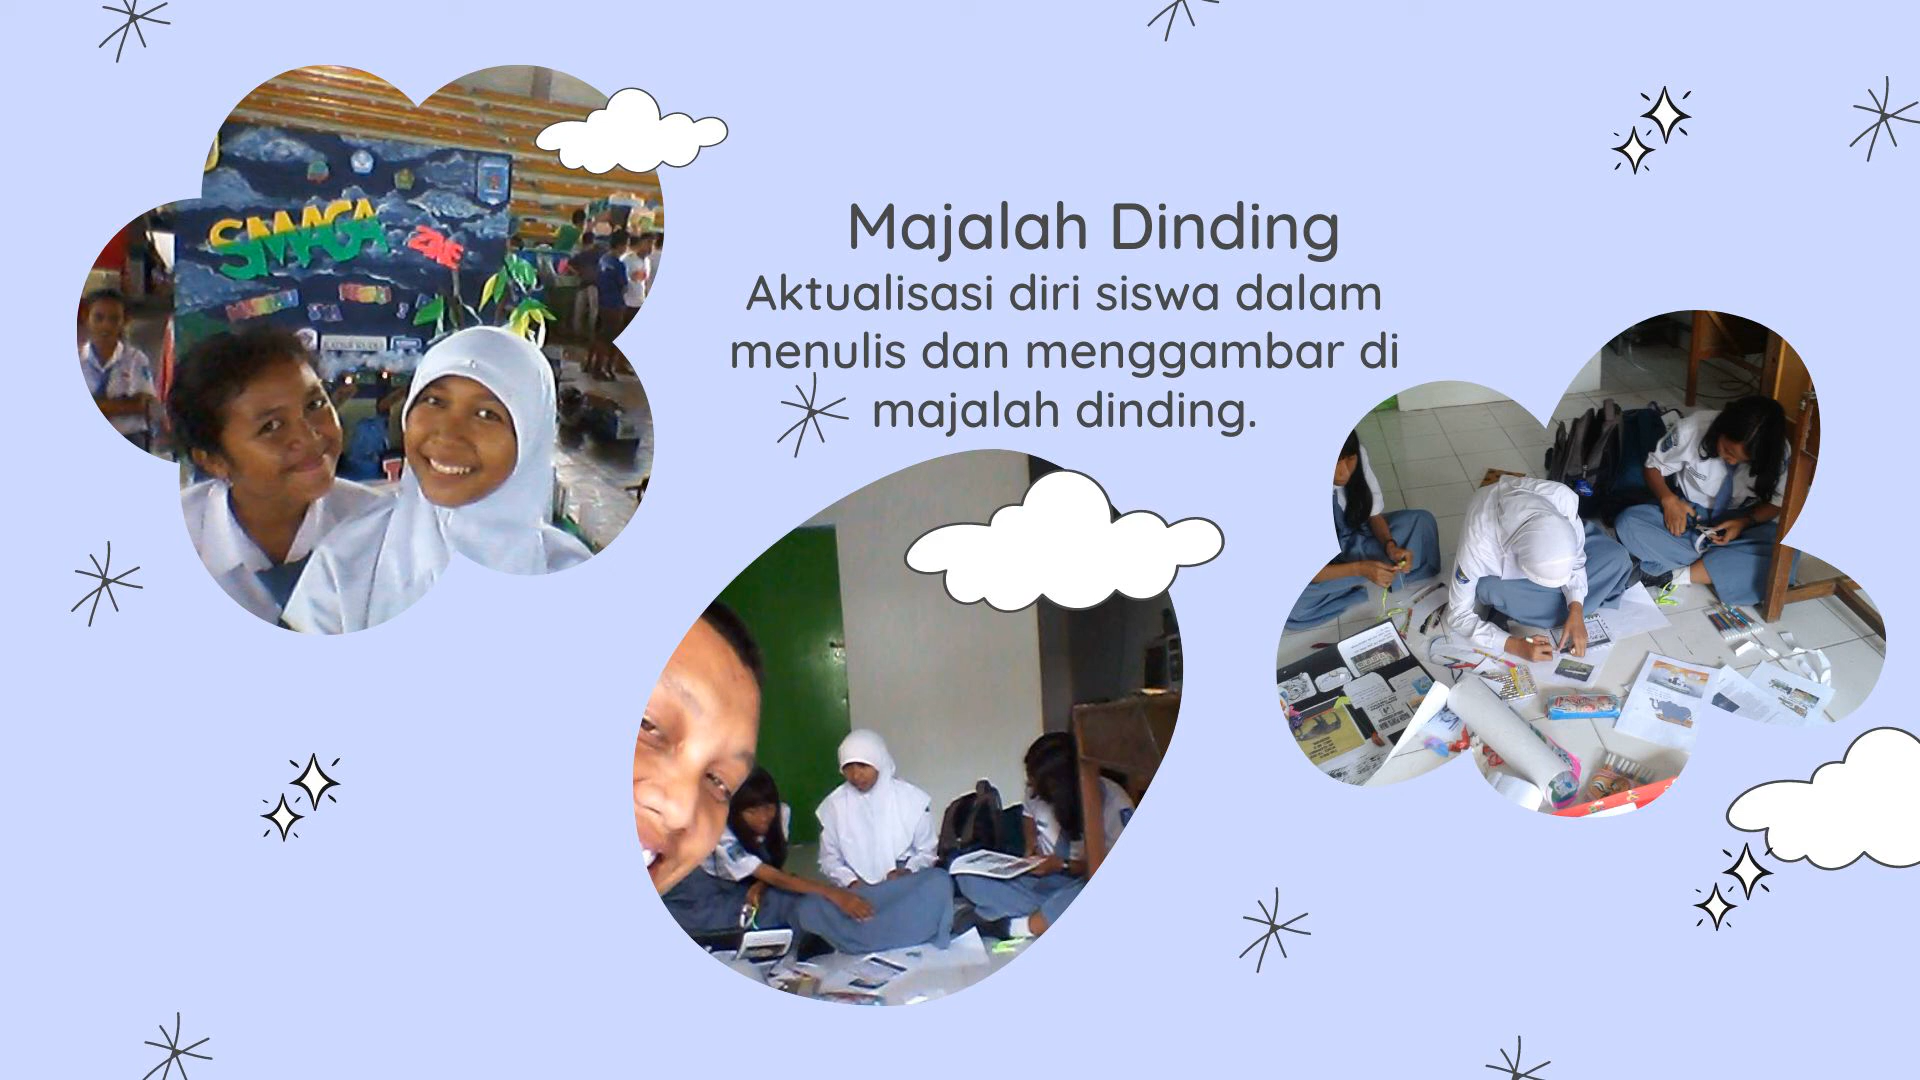 SMAGA
Majalah Dinding
Aktualisasi diri siswa dalam
menulis dan menggambar di
majalah dinding.